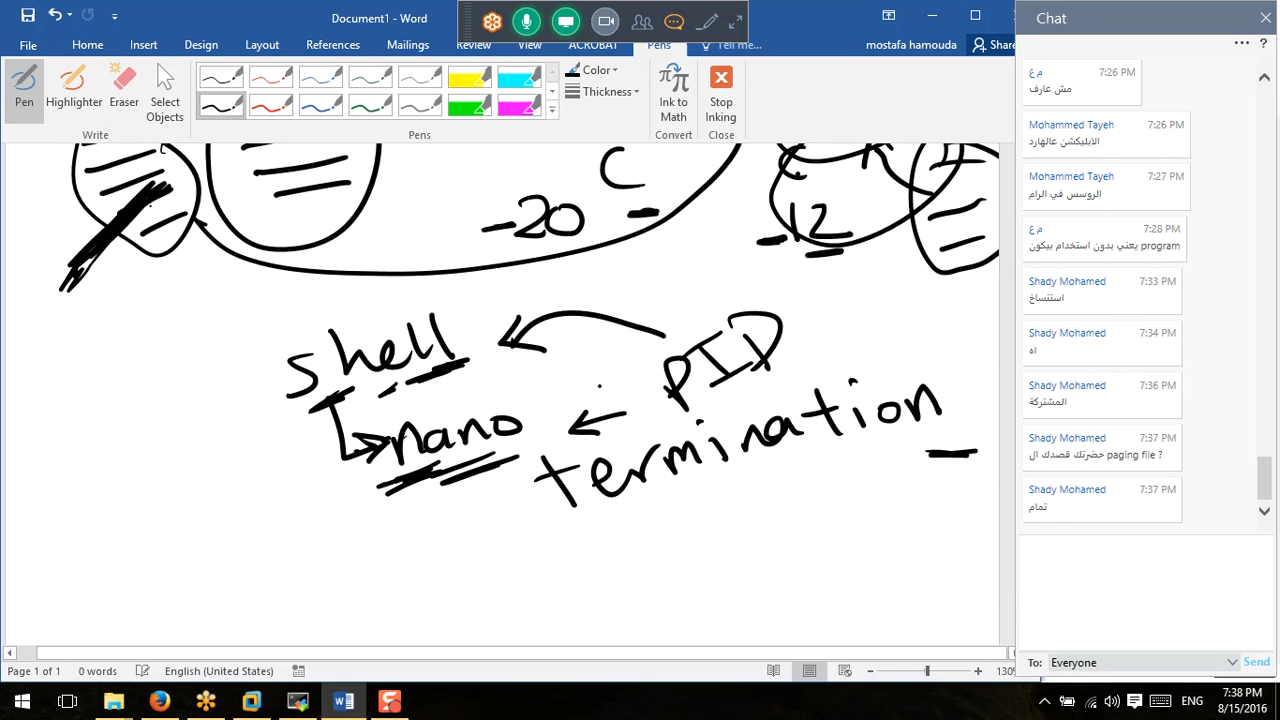 Document1 - Word
File
Home
Insert
Design
Layout
References
Mailings
Review
View
ACROBAT
Pens
Tell me...
mostafa hamouda
Share
Pen
Highlighter
Eraser
Select Objects
Write
Pens
Color
Thickness
Ink to Math
Convert
Stop Inking
Close
C
-20
-12
shell
PID
nano
termination
Page 1 of 1
0 words
English (United States)
130%
Chat
م ع 7:26 PM
مش عارف
Mohammed Tayeh 7:26 PM
الابليكشن عالهارد
Mohammed Tayeh 7:27 PM
الروسس في الرام
م ع 7:28 PM
program يعني بدون استخدام بيكون
Shady Mohamed 7:33 PM
استنساخ
Shady Mohamed 7:34 PM
اه
Shady Mohamed 7:36 PM
المشتركة
Shady Mohamed 7:37 PM
حضرتك قصدك ال paging file ?
Shady Mohamed 7:37 PM
تمام
To: Everyone
Send
ENG
7:38 PM
8/15/2016